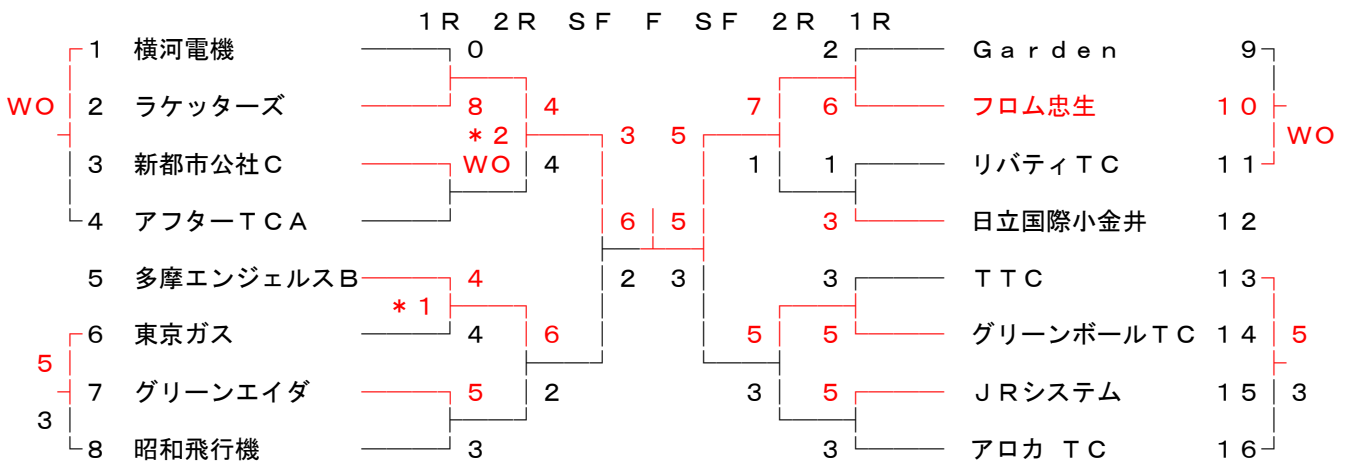 １Ｒ ２Ｒ ＳＦ Ｆ ＳＦ ２Ｒ １Ｒ
１ 横河電機 ０ ２ Ｇａｒｄｅｎ ９
ＷＯ ２ ラケッターズ ８ ４ ７ ６ フロム忠生 １０
＊２ ３ ５ ＷＯ
３ 新都市公社Ｃ ＷＯ ４ １ １ リバティＴＣ １１
４ アフターＴＣＡ ６ ５ ３ 日立国際小金井 １２
５ 多摩エンジェルスＢ ４ ２ ３ ３ ＴＴＣ １３
＊１
６ 東京ガス ４ ６ ５ ５ グリーンボールＴＣ １４ ５
５
７ グリーンエイダ ５ ２ ３ ５ ＪＲシステム １５ ３
３
８ 昭和飛行機 ３ ３ アロカ ＴＣ １６